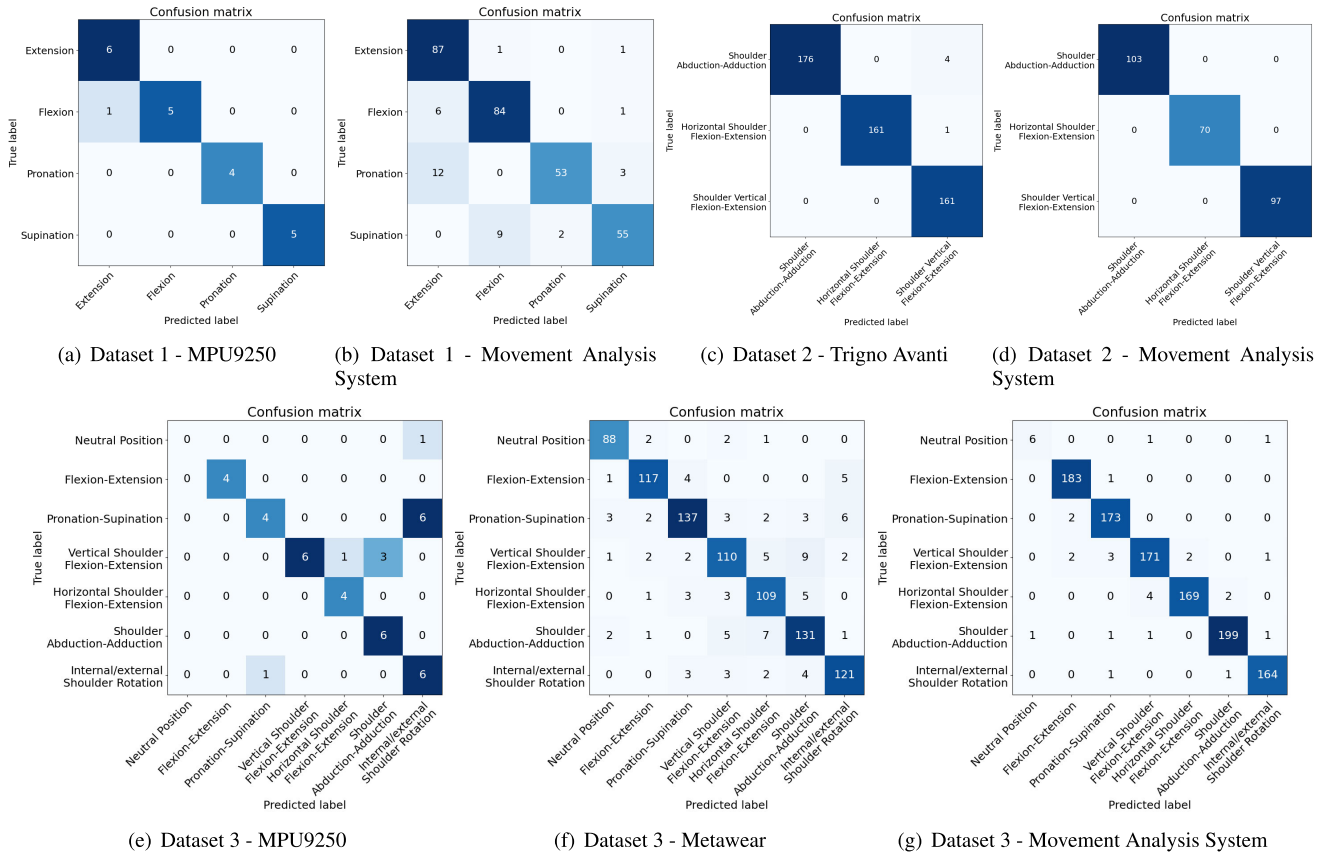 Confusion matrix
Extension 6 0 0 0
Flexion 1 5 0 0
Pronation 0 0 4 0
Supination 0 0 0 5
True label
Extension Flexion Pronation Supination
Predicted label
(a) Dataset 1 - MPU9250
Confusion matrix
Extension 87 1 0 1
Flexion 6 84 0 1
Pronation 12 0 53 3
Supination 0 9 2 55
True label
Extension Flexion Pronation Supination
Predicted label
(b) Dataset 1 - Movement Analysis
System
Confusion matrix
Shoulder
Abduction-Adduction 176 0 4
Horizontal Shoulder
Flexion-Extension 0 161 1
Shoulder Vertical
Flexion-Extension 0 0 161
True label
Shoulder
Abduction-Adduction
Horizontal Shoulder
Flexion-Extension
Shoulder Vertical
Flexion-Extension
Predicted label
(c) Dataset 2 - Trigno Avanti
Confusion matrix
Shoulder
Abduction-Adduction 103 0 0
Horizontal Shoulder
Flexion-Extension 0 70 0
Shoulder Vertical
Flexion-Extension 0 0 97
True label
Shoulder
Abduction-Adduction
Horizontal Shoulder
Flexion-Extension
Shoulder Vertical
Flexion-Extension
Predicted label
(d) Dataset 2 - Movement Analysis
System
Confusion matrix
Neutral Position 0 0 0 0 0 0 1
Flexion-Extension 0 4 0 0 0 0 0
Pronation-Supination 0 0 4 0 0 0 6
Vertical Shoulder
Flexion-Extension 0 0 0 6 1 3 0
Horizontal Shoulder
Flexion-Extension 0 0 0 0 4 0 0
Shoulder
Abduction-Adduction 0 0 0 0 0 6 0
Internal/external
Shoulder Rotation 0 0 1 0 0 0 6
True label
Neutral Position
Flexion-Extension
Pronation-Supination
Vertical Shoulder
Flexion-Extension
Horizontal Shoulder
Flexion-Extension
Shoulder
Abduction-Adduction
Internal/external
Shoulder Rotation
Predicted label
(e) Dataset 3 - MPU9250
Confusion matrix
Neutral Position 88 2 0 2 1 0 0
Flexion-Extension 1 117 4 0 0 0 5
Pronation-Supination 3 2 137 3 2 3 6
Vertical Shoulder
Flexion-Extension 1 2 2 110 5 9 2
Horizontal Shoulder
Flexion-Extension 0 1 3 3 109 5 0
Shoulder
Abduction-Adduction 2 1 0 5 7 131 1
Internal/external
Shoulder Rotation 0 0 3 3 2 4 121
True label
Neutral Position
Flexion-Extension
Pronation-Supination
Vertical Shoulder
Flexion-Extension
Horizontal Shoulder
Flexion-Extension
Shoulder
Abduction-Adduction
Internal/external
Shoulder Rotation
Predicted label
(f) Dataset 3 - Metawear
Confusion matrix
Neutral Position 6 0 0 1 0 0 1
Flexion-Extension 0 183 1 0 0 0 0
Pronation-Supination 0 2 173 0 0 0 0
Vertical Shoulder
Flexion-Extension 0 2 3 171 2 0 1
Horizontal Shoulder
Flexion-Extension 0 0 0 4 169 2 0
Shoulder
Abduction-Adduction 1 0 1 1 0 199 1
Internal/external
Shoulder Rotation 0 0 1 0 0 1 164
True label
Neutral Position
Flexion-Extension
Pronation-Supination
Vertical Shoulder
Flexion-Extension
Horizontal Shoulder
Flexion-Extension
Shoulder
Abduction-Adduction
Internal/external
Shoulder Rotation
Predicted label
(g) Dataset 3 - Movement Analysis System